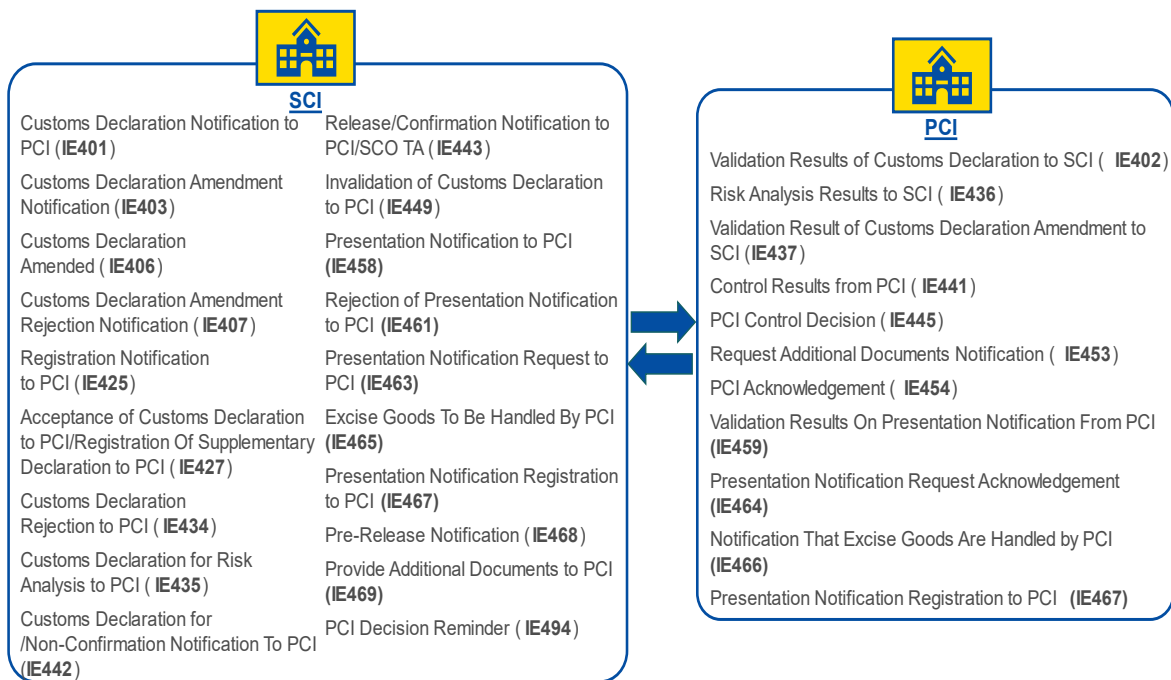 SCI
Customs Declaration Notification to
PCI (IE401)
Customs Declaration Amendment
Notification (IE403)
Customs Declaration
Amended ( IE406)
Customs Declaration Amendment
Rejection Notification ( IE407)
Registration Notification
to PCI ( IE425)
Acceptance of Customs Declaration
to PCI/Registration Of Supplementary
Declaration to PCI ( IE427)
Customs Declaration
Rejection to PCI ( IE434)
Customs Declaration for Risk
Analysis to PCI ( IE435)
Customs Declaration for
/Non-Confirmation Notification To PCI
(IE442)
Release/Confirmation Notification to
PCI/SCO TA ( IE443)
Invalidation of Customs Declaration
to PCI ( IE449)
Presentation Notification to PCI
(IE458)
Rejection of Presentation Notification
to PCI (IE461)
Presentation Notification Request to
PCI (IE463)
Excise Goods To Be Handled By PCI
(IE465)
Presentation Notification Registration
to PCI (IE467)
Pre-Release Notification ( IE468)
Provide Additional Documents to PCI
(IE469)
PCI Decision Reminder ( IE494)
PCI
Validation Results of Customs Declaration to SCI ( IE402)
Risk Analysis Results to SCI ( IE436)
Validation Result of Customs Declaration Amendment to
SCI (IE437)
Control Results from PCI ( IE441)
PCI Control Decision ( IE445)
Request Additional Documents Notification ( IE453)
PCI Acknowledgement ( IE454)
Validation Results On Presentation Notification From PCI
(IE459)
Presentation Notification Request Acknowledgement
(IE464)
Notification That Excise Goods Are Handled by PCI
(IE466)
Presentation Notification Registration to PCI (IE467)